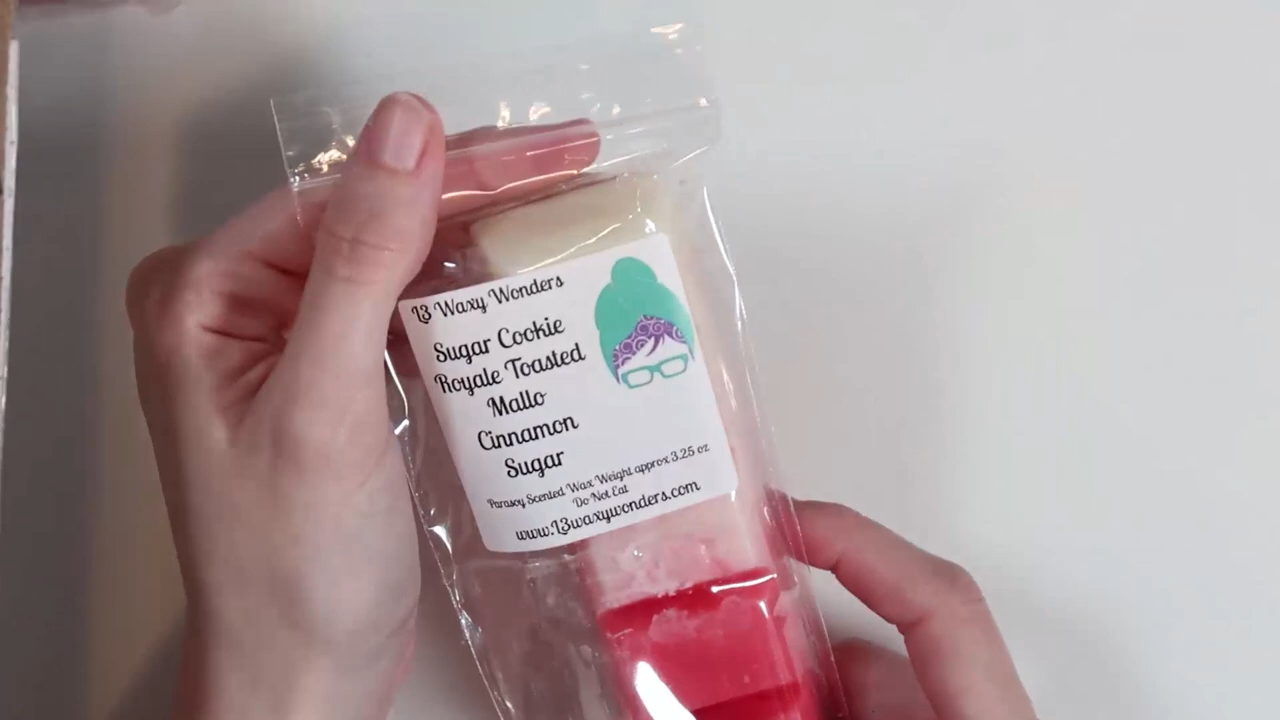 L3 Waxy Wonders
Sugar Cookie
Royale Toasted
Mallo
Cinnamon
Sugar
Parasoy Scented Wax Weight approx 3.25 oz
Do Not Eat
www.L3waxywonders.com